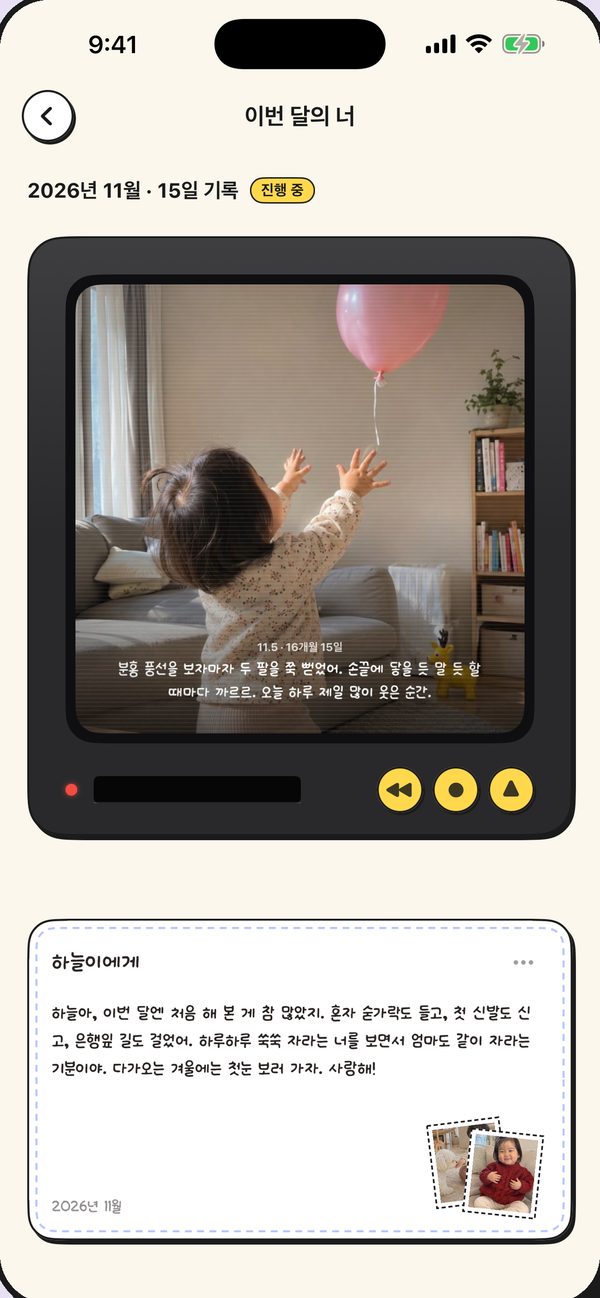 9:41
이번 달의 너
2026년 11월 · 15일 기록 진행 중
11.5 · 16개월 15일
분홍 풍선을 보자마자 두 팔을 쭉 뻗었어. 손끝에 닿을 듯 말 듯 할
때마다 까르르. 오늘 하루 제일 많이 웃은 순간.
하늘이에게
하늘아, 이번 달엔 처음 해 본 게 참 많았지. 혼자 숟가락도 들고, 첫 신발도 신
고, 은행잎 길도 걸었어. 하루하루 쑥쑥 자라는 너를 보면서 엄마도 같이 자라는
기분이야. 다가오는 겨울에는 첫눈 보러 가자. 사랑해!
2026년 11월